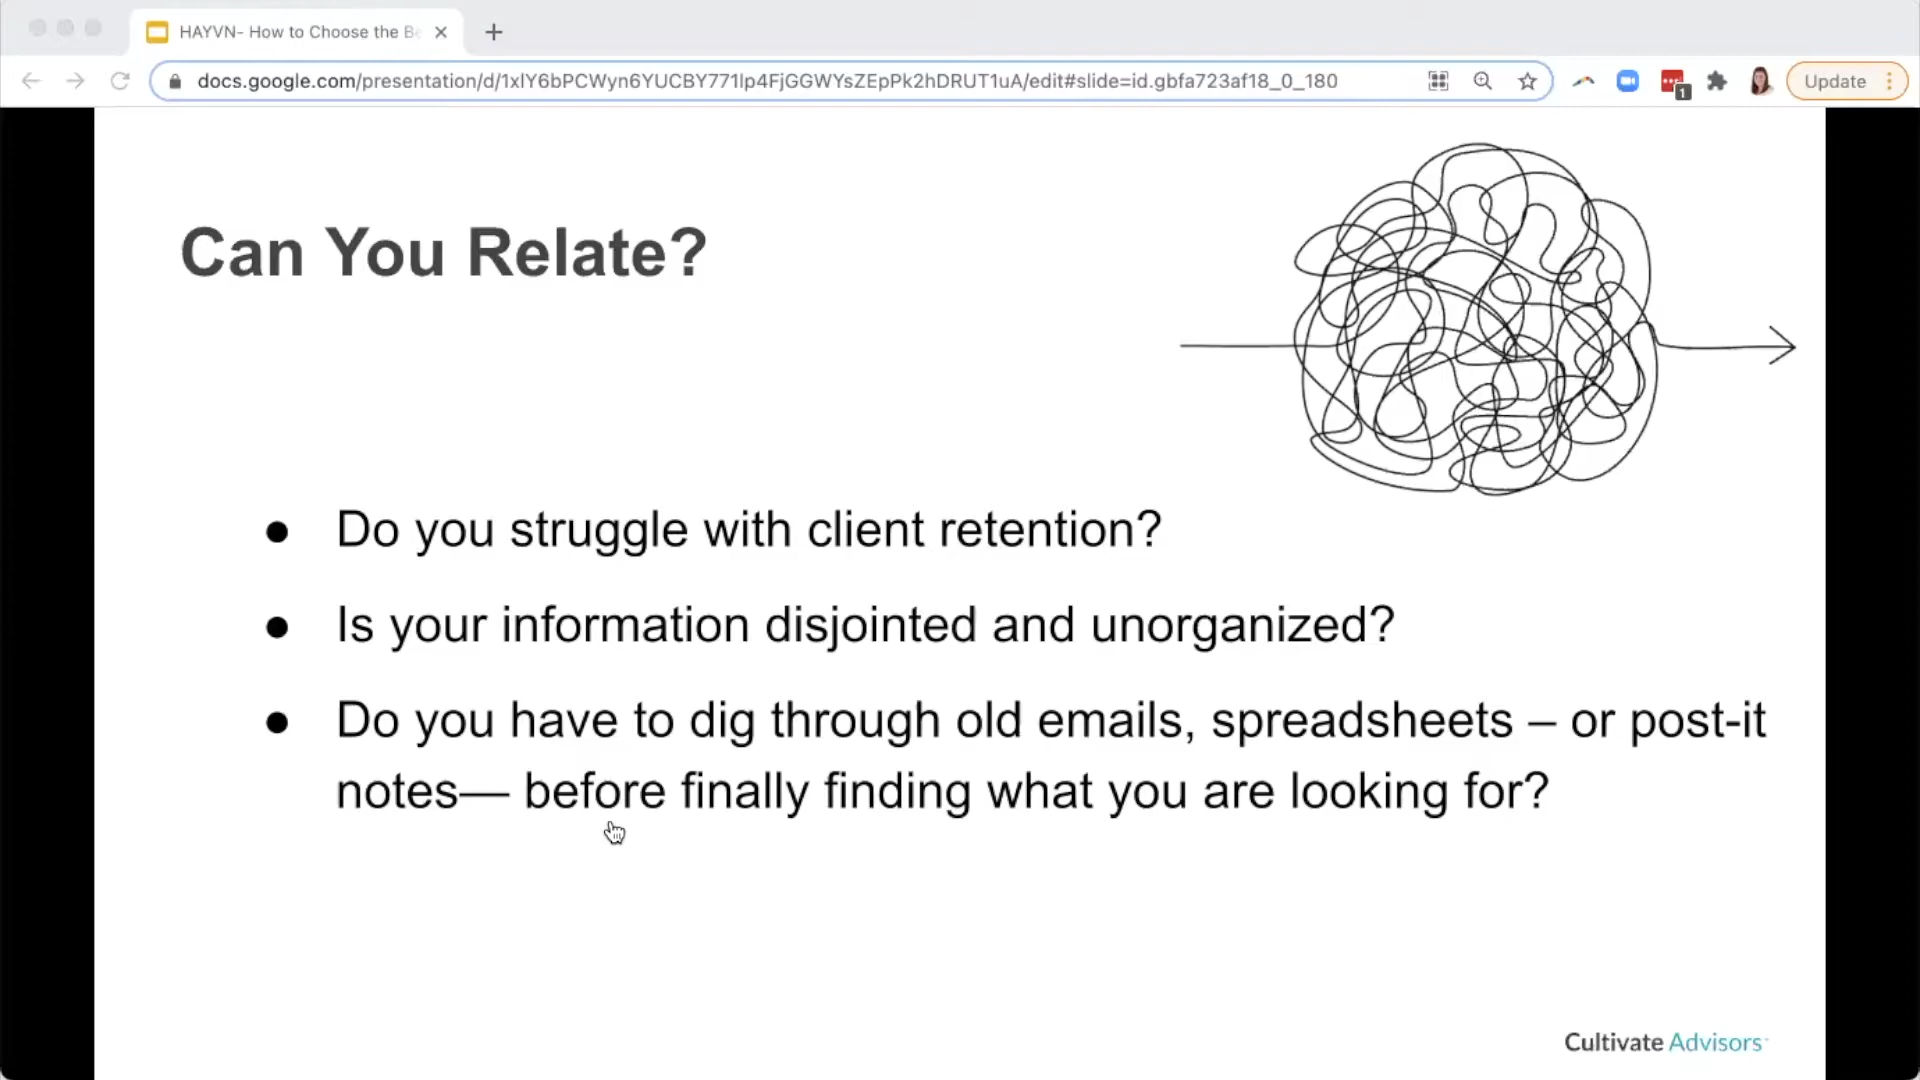 HAYVN- How to Choose the Be
docs.google.com/presentation/d/1xlY6bPCWyn6YUCBY771lp4FjGGWYsZEpPk2hDRUT1uA/edit#slide=id.gbfa723af18_0_180
1
Update
Can You Relate?
● Do you struggle with client retention?
● Is your information disjointed and unorganized?
● Do you have to dig through old emails, spreadsheets – or post-it
notes— before finally finding what you are looking for?
Cultivate Advisors